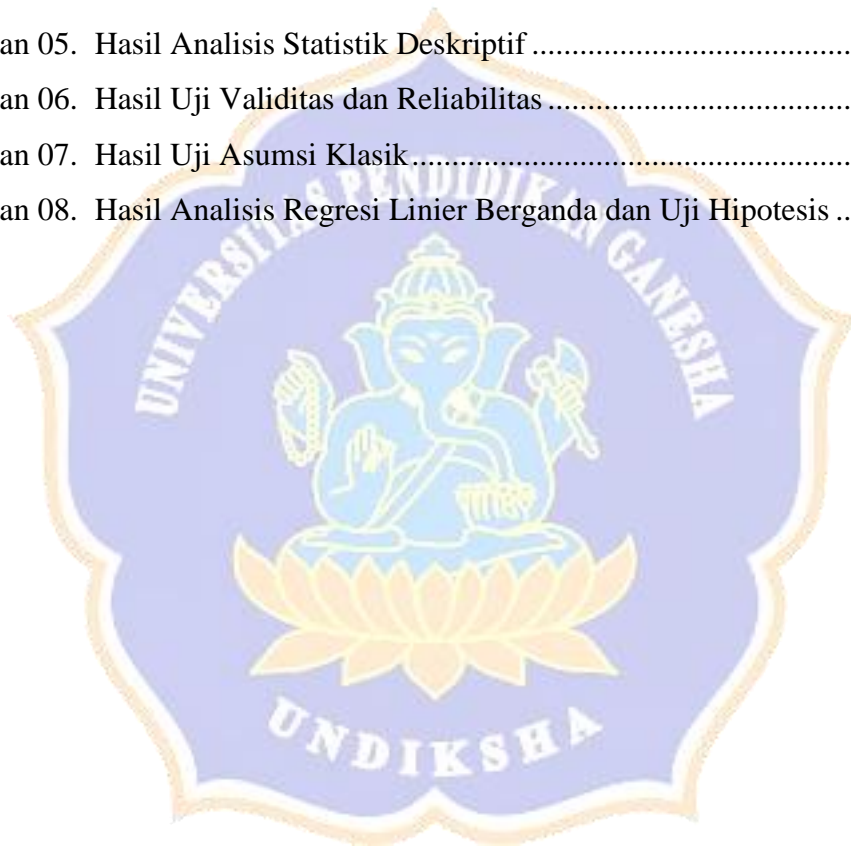 an 05. Hasil Analisis Statistik Deskriptif .......................................
an 06. Hasil Uji Validitas dan Reliabilitas .....................................
an 07. Hasil Uji Asumsi Klasik.......................................................
an 08. Hasil Analisis Regresi Linier Berganda dan Uji Hipotesis ..
UNIVERSITAS PENDIDIKAN GANESHA
UNDIKSHA